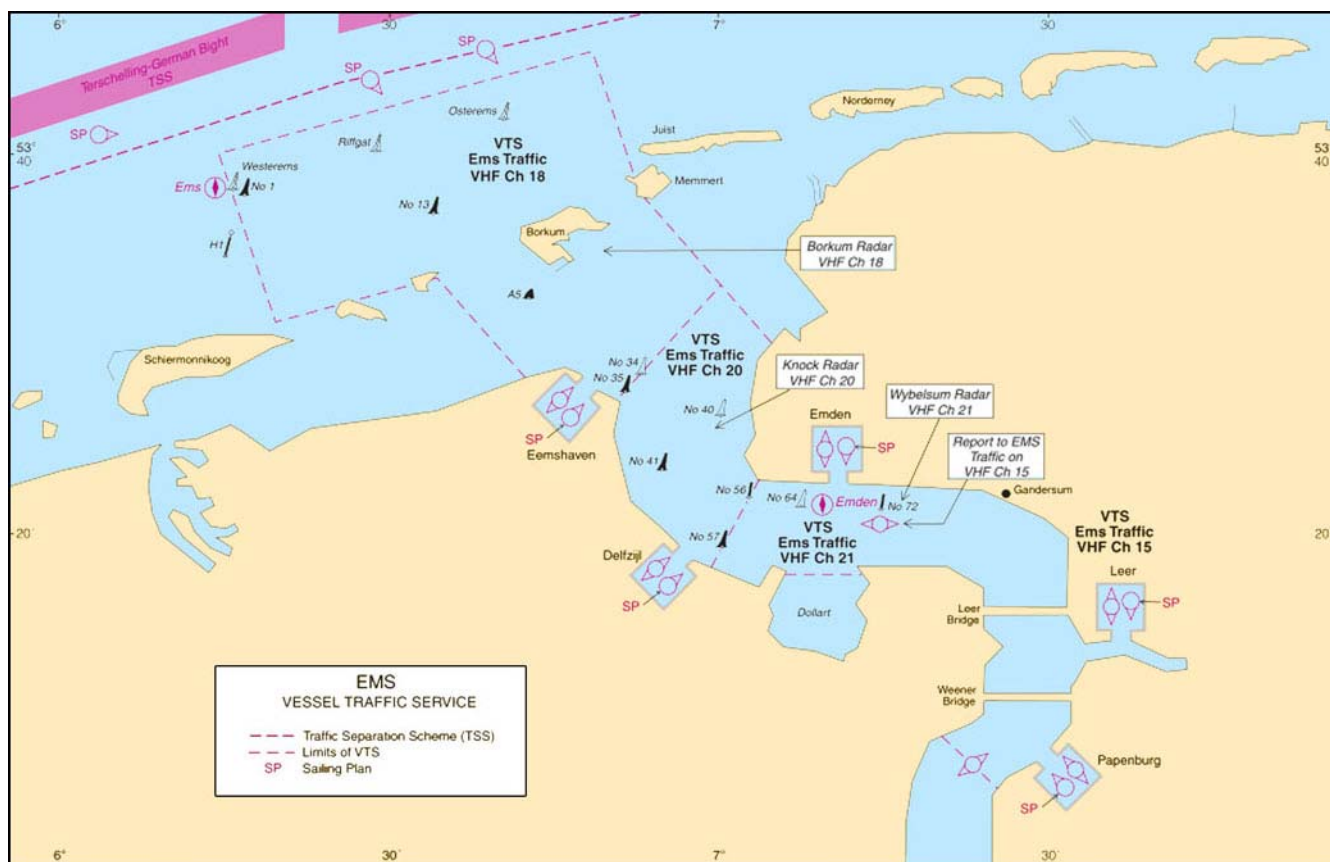 6°
30
7°
30
SP
SP
Terschelling-German Bight
TSS
SP
Osterems
Norderney
Riffgat
VTS
Ems Traffic
VHF Ch 18
Juist
53°
40
53°
40
Westerems
Ems
No 1
Memmert
No 13
H1
Borkum
Borkum Radar
VHF Ch 18
A5
Schiermonnikoog
VTS
Ems Traffic
VHF Ch 20
No 34
No 35
Knock Radar
VHF Ch 20
Wybelsum Radar
VHF Ch 21
No 40
Emden
SP
SP
Eemshaven
Report to EMS
Traffic on
VHF Ch 15
No 41
No 56
No 64
Emden
No 72
Gandersum
20'
20'
No 57
VTS
Ems Traffic
VHF Ch 21
VTS
Ems Traffic
VHF Ch 15
Delfzijl
SP
Leer
SP
Dollart
Leer
Bridge
EMS
VESSEL TRAFFIC SERVICE
Traffic Separation Scheme (TSS)
Limits of VTS
SP Sailing Plan
Weener
Bridge
Papenburg
SP
6°
30'
7°
30'